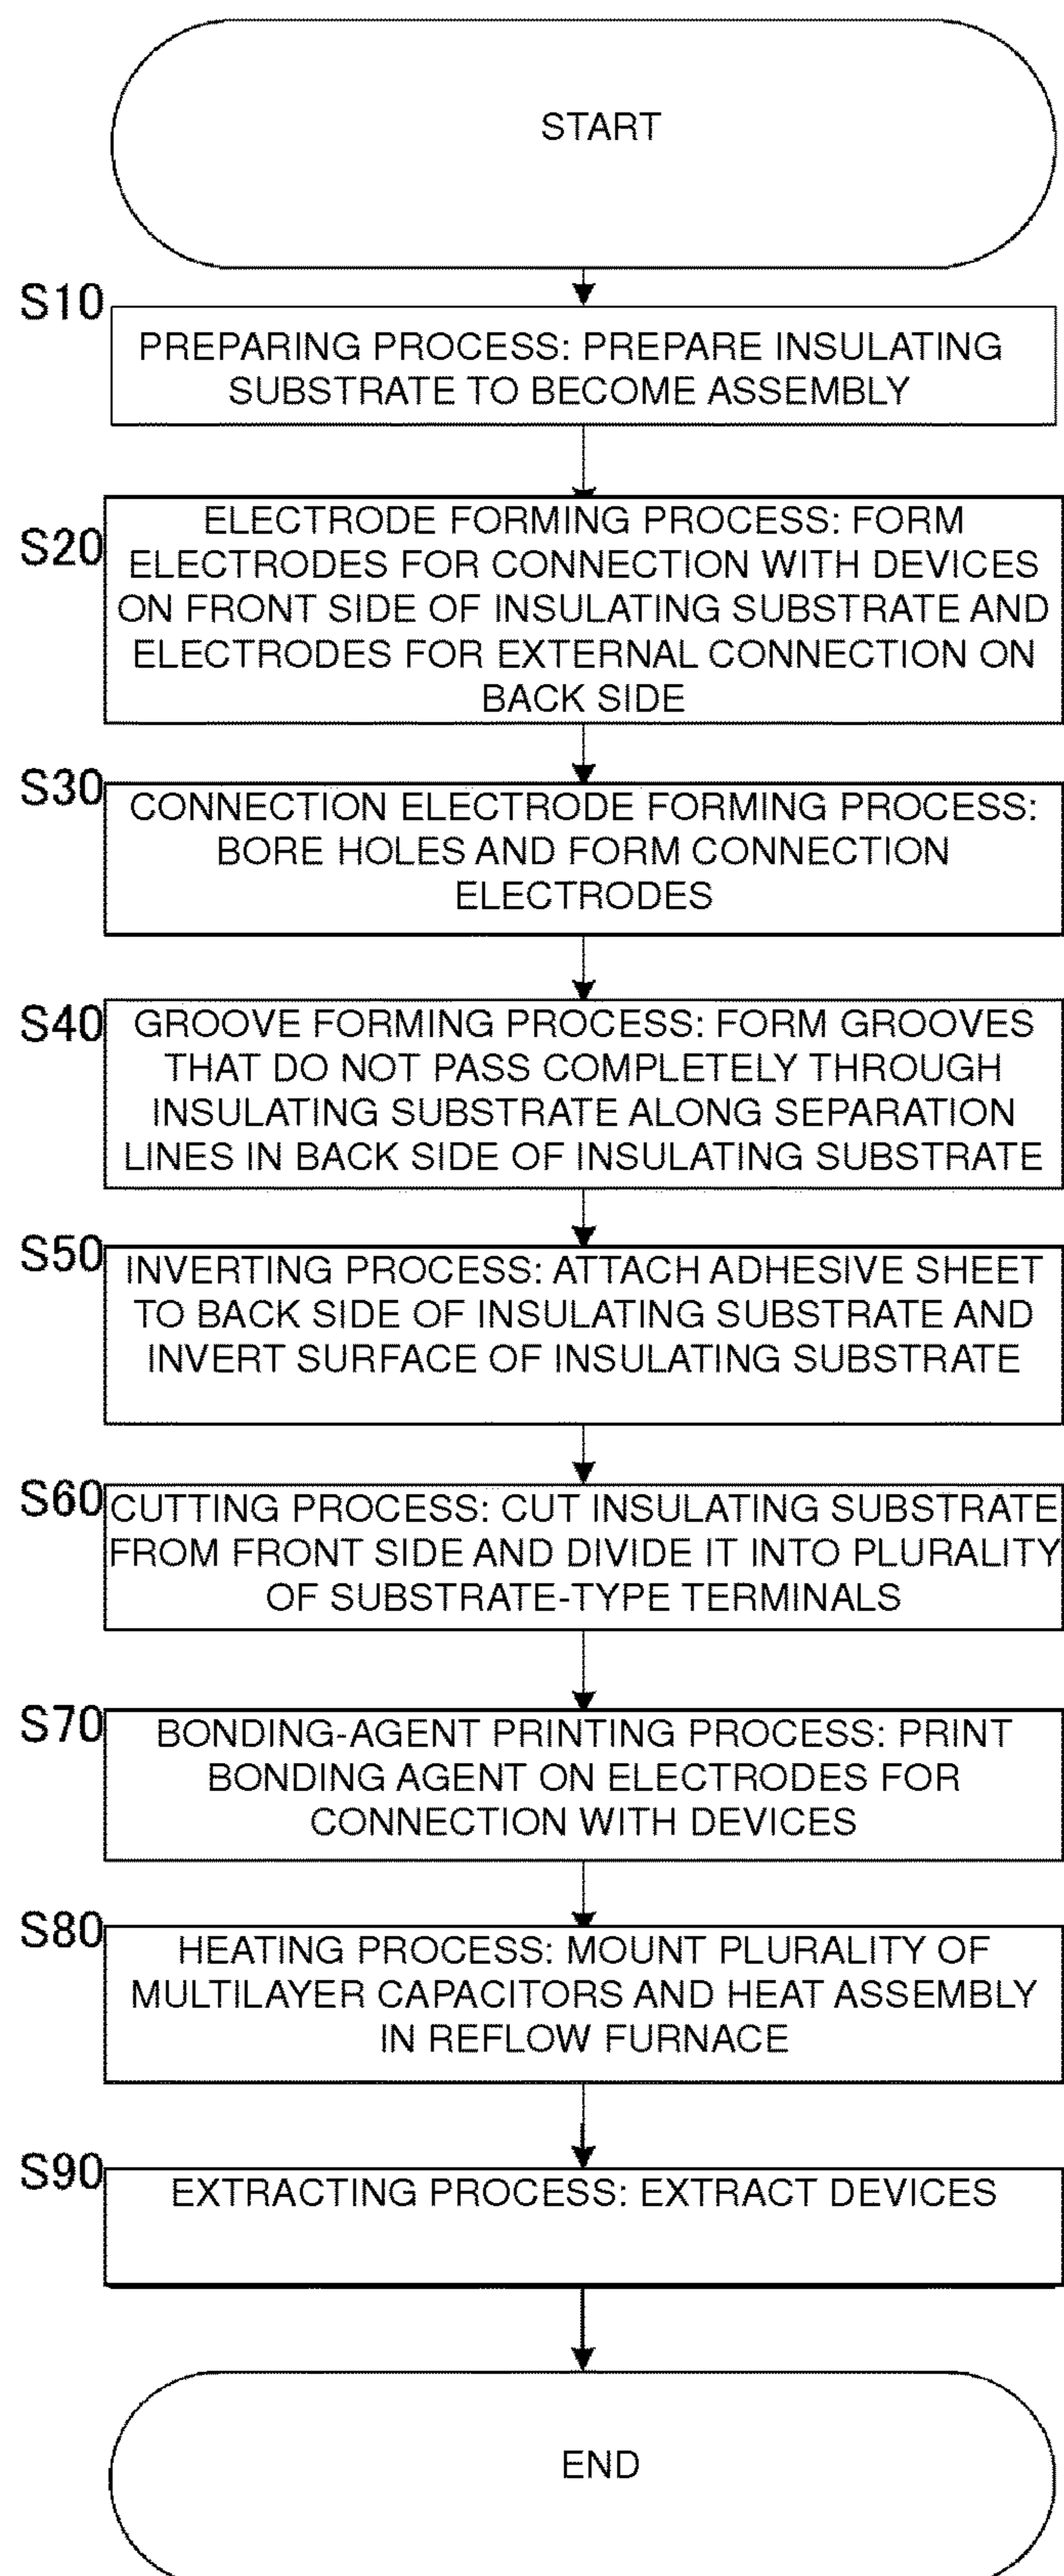 START
S10
PREPARING PROCESS: PREPARE INSULATING
SUBSTRATE TO BECOME ASSEMBLY
S20
ELECTRODE FORMING PROCESS: FORM
ELECTRODES FOR CONNECTION WITH DEVICES
ON FRONT SIDE OF INSULATING SUBSTRATE AND
ELECTRODES FOR EXTERNAL CONNECTION ON
BACK SIDE
S30
CONNECTION ELECTRODE FORMING PROCESS:
BORE HOLES AND FORM CONNECTION
ELECTRODES
S40
GROOVE FORMING PROCESS: FORM GROOVES
THAT DO NOT PASS COMPLETELY THROUGH
INSULATING SUBSTRATE ALONG SEPARATION
LINES IN BACK SIDE OF INSULATING SUBSTRATE
S50
INVERTING PROCESS: ATTACH ADHESIVE SHEET
TO BACK SIDE OF INSULATING SUBSTRATE AND
INVERT SURFACE OF INSULATING SUBSTRATE
S60
CUTTING PROCESS: CUT INSULATING SUBSTRATE
FROM FRONT SIDE AND DIVIDE IT INTO PLURALITY
OF SUBSTRATE-TYPE TERMINALS
S70
BONDING-AGENT PRINTING PROCESS: PRINT
BONDING AGENT ON ELECTRODES FOR
CONNECTION WITH DEVICES
S80
HEATING PROCESS: MOUNT PLURALITY OF
MULTILAYER CAPACITORS AND HEAT ASSEMBLY
IN REFLOW FURNACE
S90
EXTRACTING PROCESS: EXTRACT DEVICES
END